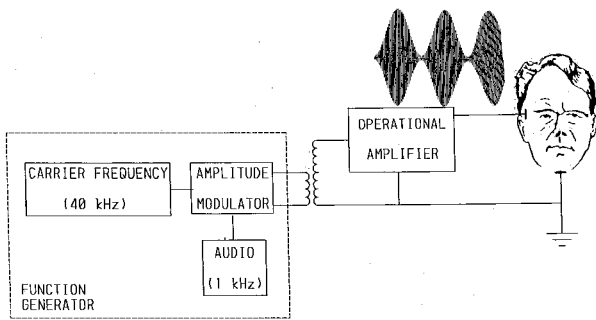 OPERATIONAL
AMPLIFIER
CARRIER FREQUENCY
(40 kHz)
AMPLITUDE
MODULATOR
AUDIO
(1 kHz)
FUNCTION
GENERATOR